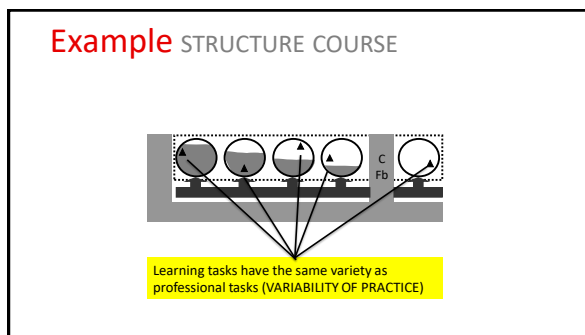 Example STRUCTURE COURSE
C
Fb
Learning tasks have the same variety as
professional tasks (VARIABILITY OF PRACTICE)